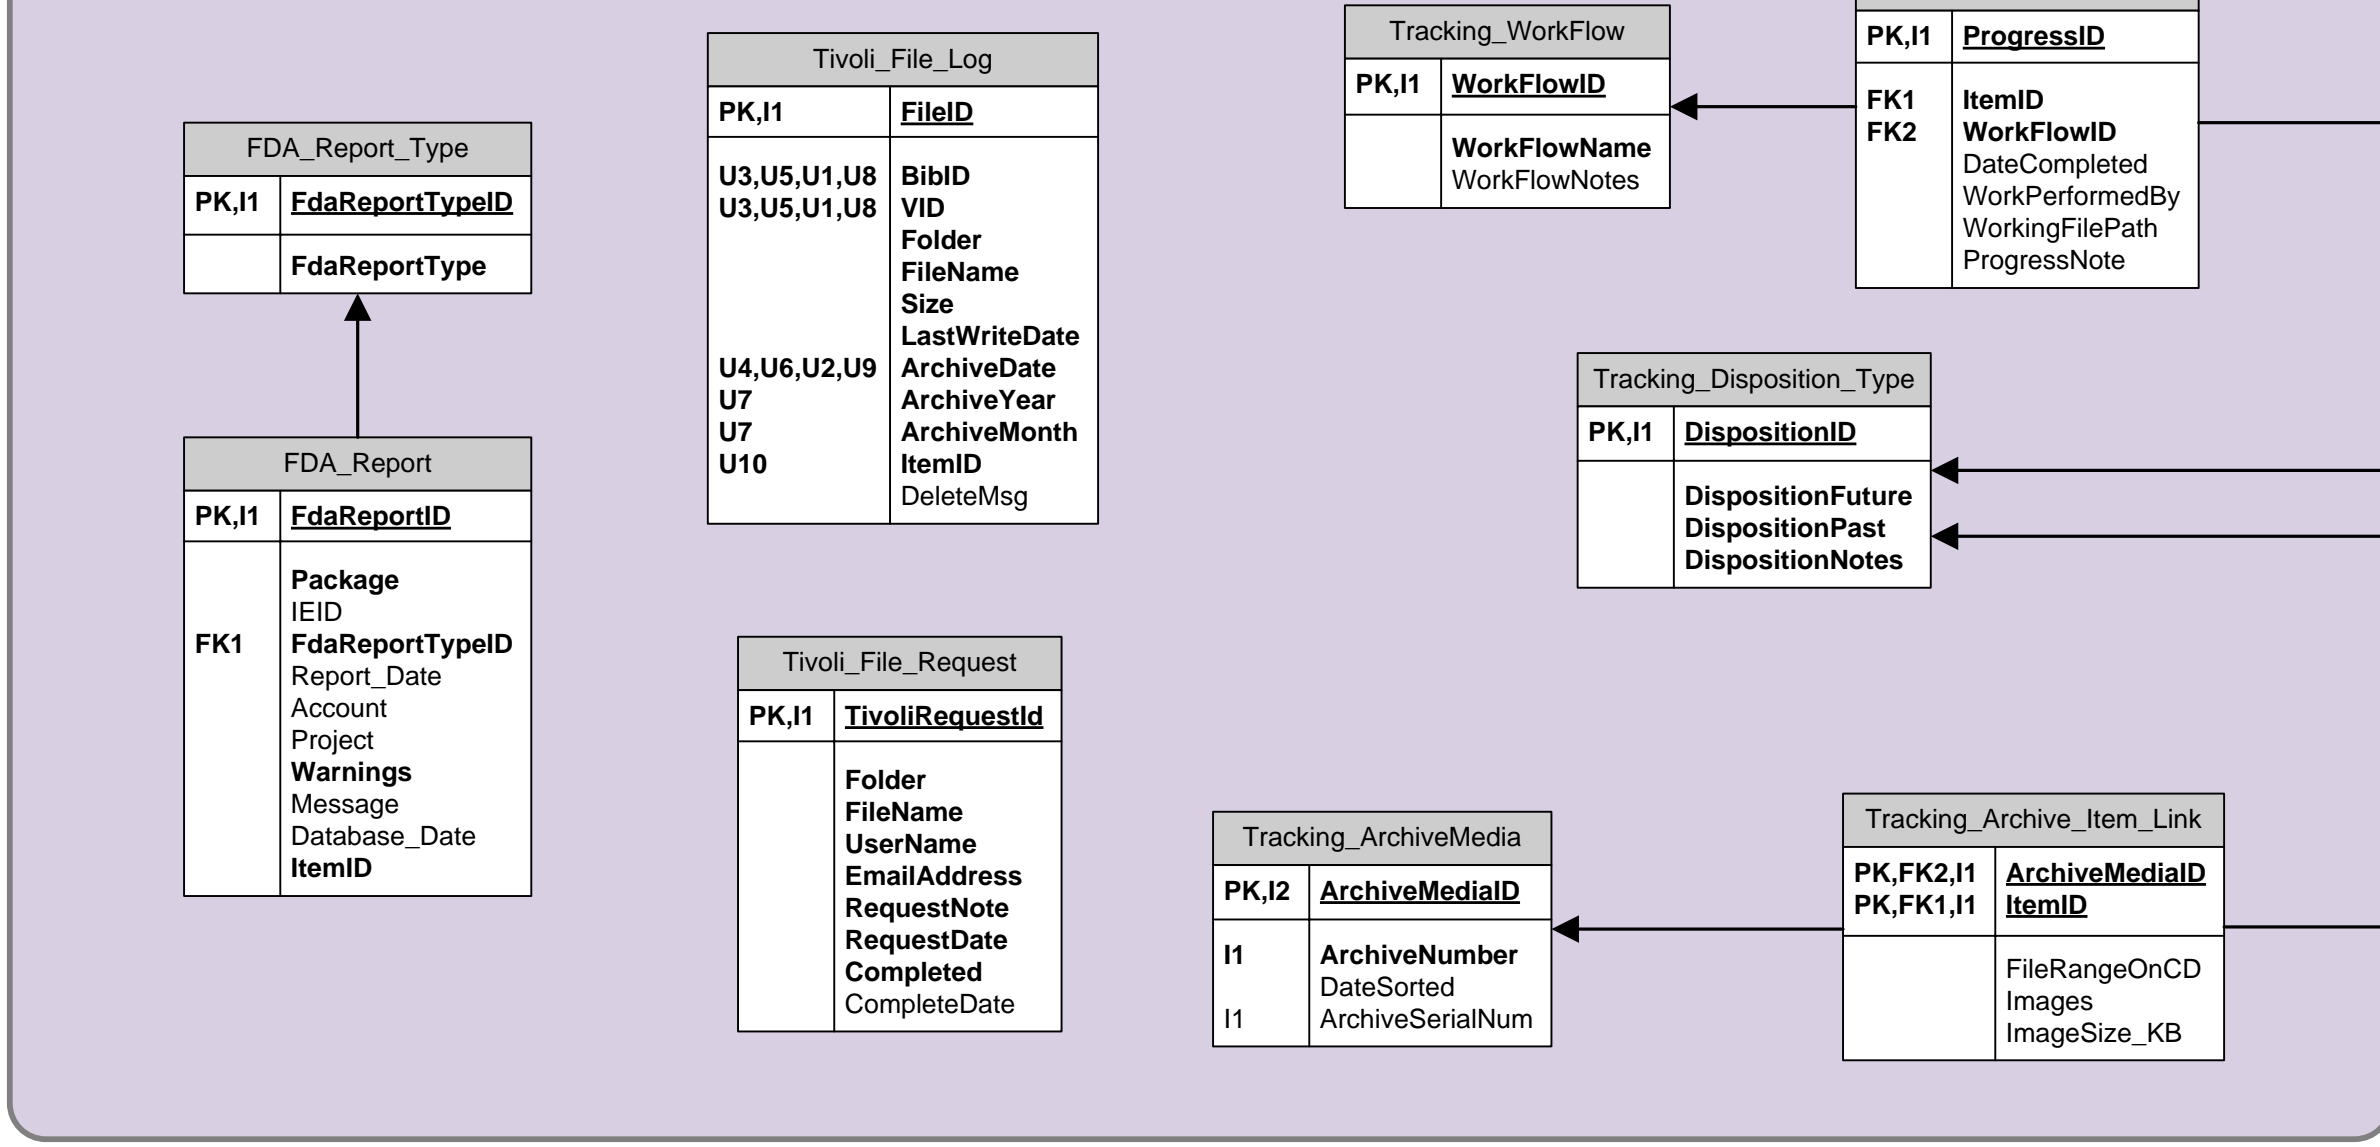 FDA_Report_Type
PK,I1 FdaReportTypeID
FdaReportType
FDA_Report
PK,I1 FdaReportID
Package
IEID
FK1 FdaReportTypeID
Report_Date
Account
Project
Warnings
Message
Database_Date
ItemID
Tivoli_File_Log
PK,I1 FileID
U3,U5,U1,U8 BibID
U3,U5,U1,U8 VID
Folder
FileName
Size
LastWriteDate
U4,U6,U2,U9 ArchiveDate
U7 ArchiveYear
U7 ArchiveMonth
U10 ItemID
DeleteMsg
Tivoli_File_Request
PK,I1 TivoliRequestId
Folder
FileName
UserName
EmailAddress
RequestNote
RequestDate
Completed
CompleteDate
Tracking_WorkFlow
PK,I1 WorkFlowID
WorkFlowName
WorkFlowNotes
PK,I1 ProgressID
FK1 ItemID
FK2 WorkFlowID
DateCompleted
WorkPerformedBy
WorkingFilePath
ProgressNote
Tracking_Disposition_Type
PK,I1 DispositionID
DispositionFuture
DispositionPast
DispositionNotes
Tracking_ArchiveMedia
PK,I2 ArchiveMediaID
I1 ArchiveNumber
DateSorted
I1 ArchiveSerialNum
Tracking_Archive_Item_Link
PK,FK2,I1 ArchiveMediaID
PK,FK1,I1 ItemID
FileRangeOnCD
Images
ImageSize_KB